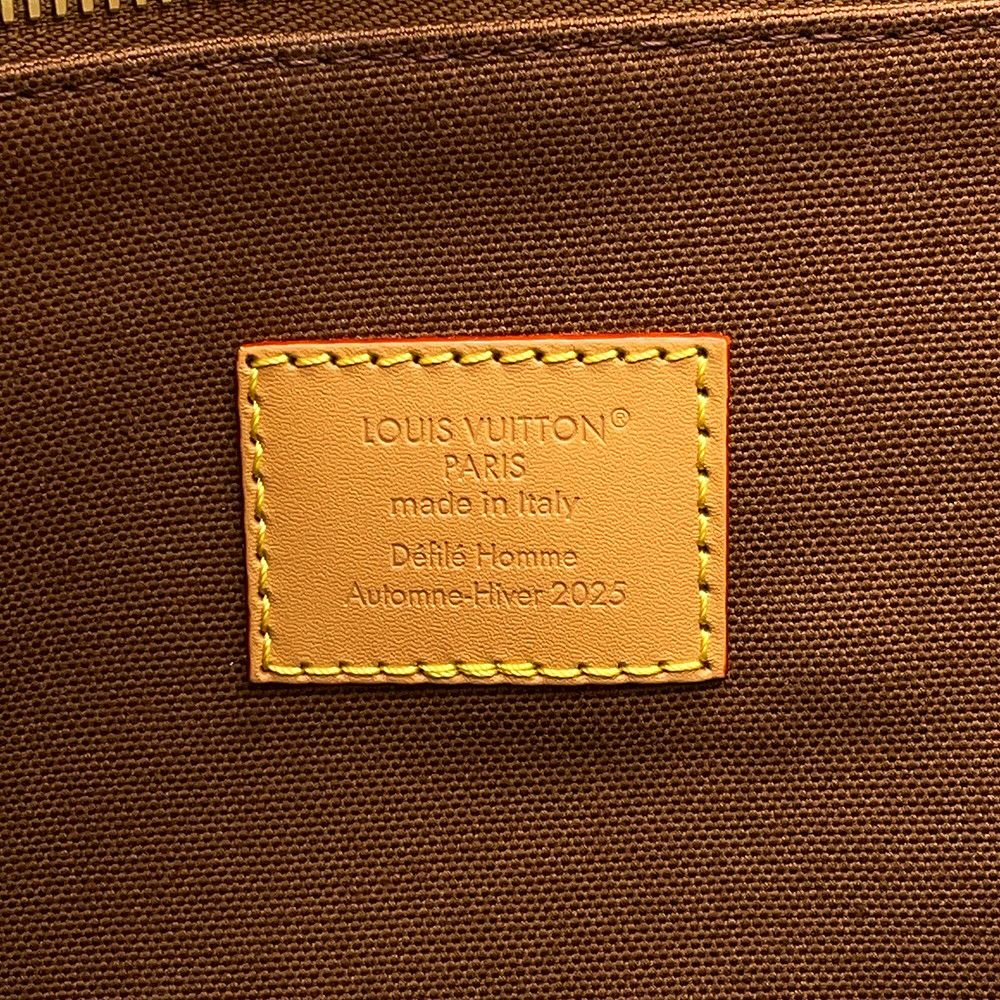 LOUIS VUITTON®
PARIS
made in Italy
Défilé Homme
Automne-Hiver 2025